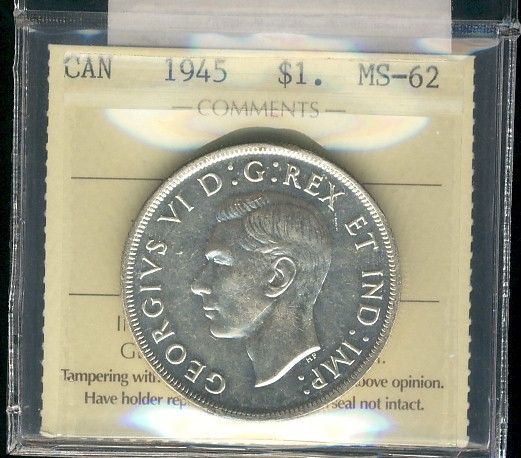 CAN 1945 $1. MS-62
COMMENTS
GEORGIVS VI D:G:REX ET IND:IMP:
HP
Tampering with bove opinion.
Have holder rep seal not intact.